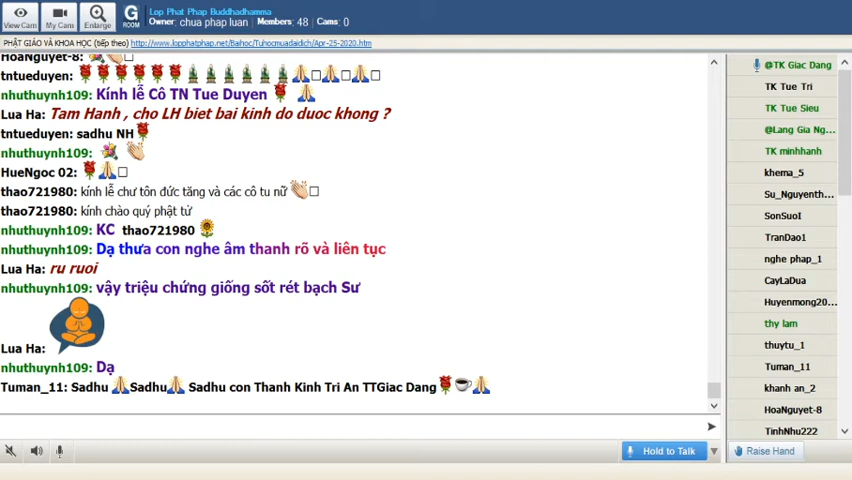 View Cam
My Cam
Enlarge
G
ROOM
Lop Phat Phap Buddhadhamma
Owner: chua phap luan Members: 48 Cams: 0
PHẬT GIÁO VÀ KHOA HỌC (tiếp theo) http://www.lopphatphap.net/Baihoc/Tuhocmuadaidich/Apr-25-2020.htm
HoaNguyet-8:
tntueduyen:
nhuthuynh109: Kính lễ Cô TN Tue Duyen
Lua Ha: Tam Hanh , cho LH biet bai kinh do duoc khong ?
tntueduyen: sadhu NH
nhuthuynh109:
HueNgoc 02:
thao721980: kính lễ chư tôn đức tăng và các cô tu nữ
thao721980: kính chào quý phật tử
nhuthuynh109: KC thao721980
nhuthuynh109: Dạ thưa con nghe âm thanh rõ và liên tục
Lua Ha: ru ruoi
nhuthuynh109: vậy triệu chứng giống sốt rét bạch Sư
Lua Ha:
nhuthuynh109: Dạ
Tuman_11: Sadhu Sadhu Sadhu con Thanh Kinh Tri An TTGiac Dang
Hold to Talk
@TK Giac Dang
TK Tue Tri
TK Tue Sieu
@Lang Gia Ng...
TK minhhanh
khema_5
Su_Nguyenth...
SonSuoI
TranDao1
nghe phap_1
CayLaDua
Huyenmong20...
thy lam
thuytu_1
Tuman_11
khanh an_2
HoaNguyet-8
TinhNhu222
Raise Hand